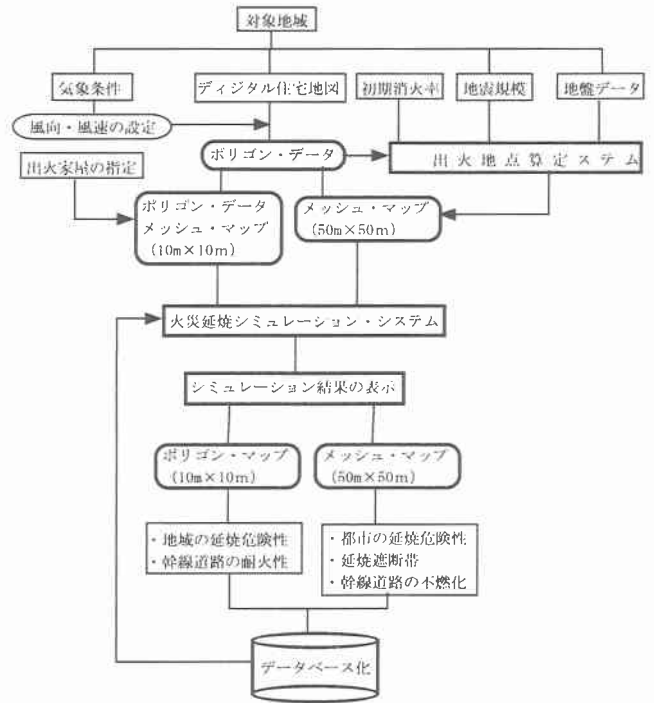 対象地域
気象条件
ディジタル住宅地図
初期消火率
地震規模
地盤データ
風向・風速の設定
ポリゴン・データ
出火地点算定システム
出火家屋の指定
ポリゴン・データ
メッシュ・マップ
(10m×10m)
メッシュ・マップ
(50m×50m)
火災延焼シミュレーション・システム
シミュレーション結果の表示
ポリゴン・マップ
(10m×10m)
メッシュ・マップ
(50m×50m)
・地域の延焼危険性
・幹線道路の耐火性
・都市の延焼危険性
・延焼遮断帯
・幹線道路の不燃化
データベース化